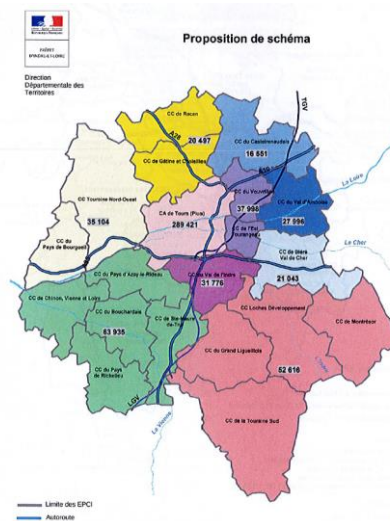 PRÉFET
D'INDRE-ET-LOIRE
Direction
Départementale des
Territoires
Proposition de schéma
TGV
CC de Racan
A28
20 497
CC du Castelrenaudais
16 651
CC de Gâtine et Choisilles
A10
La Loire
CC Touraine Nord-Ouest
35 104
CC du Vouvrillon
37 998
CC du Val d'Amboise
27 596
CA de Tours (Plus)
289 421
CC de l'Est
Tourangeau
Le Cher
CC du
Pays de Bourgueil
CC de Bléré
Val de Cher
21 043
CC du Pays d'Azay le Rideau
CC du Val de l'Indre
31 776
CC de Chinon, Vienne et Loire
CC du Bouchardais
CC de Ste-Maure-
de-Tne
63 935
CC Loches Développement
CC de Montrésor
CC du Grand Ligueillois
CC du Pays
de Richelieu
52 616
LGV
La Vienne
CC de la Touraine Sud
Limite des EPCI
Autoroute